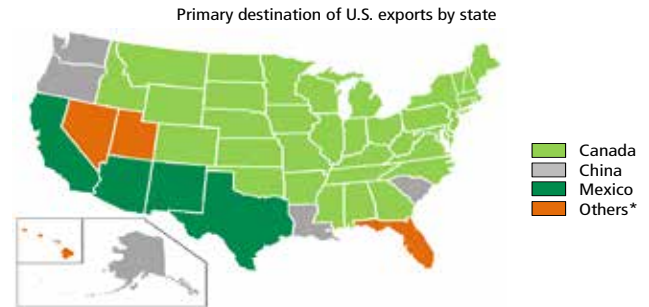 Primary destination of U.S. exports by state
Canada
China
Mexico
Others*